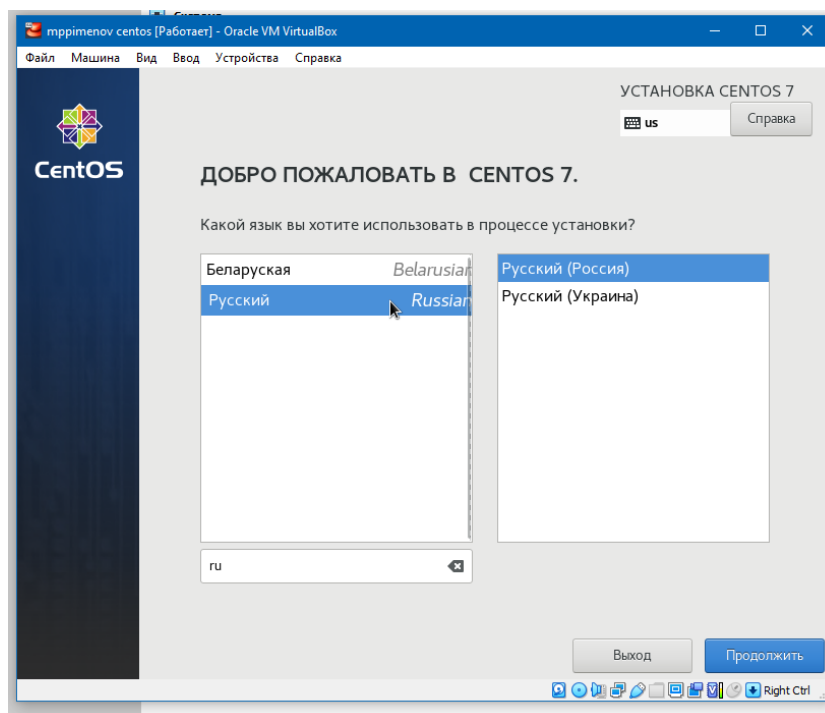 mppimenov centos [Работает] - Oracle VM VirtualBox
Файл Машина Вид Ввод Устройства Справка
УСТАНОВКА CENTOS 7
us
Справка
CentOS
ДОБРО ПОЖАЛОВАТЬ В CENTOS 7.
Какой язык вы хотите использовать в процессе установки?
Беларуская Belarusian
Русский Russian
Русский (Россия)
Русский (Украина)
ru
Выход
Продолжить
Right Ctrl